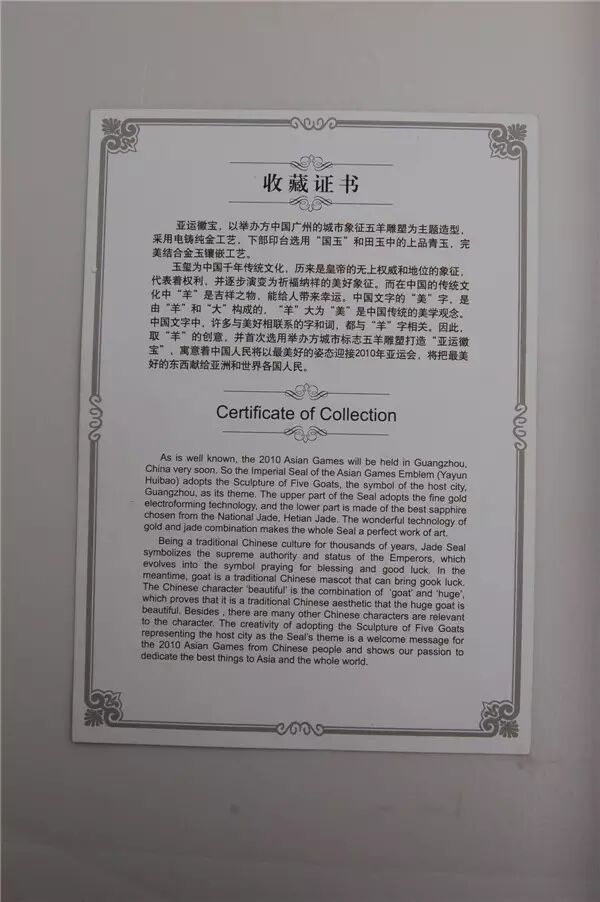 收藏证书
亚运徽宝，以举办方中国广州的城市象征五羊雕塑为主题造型，
采用电铸纯金工艺，下部印台选用“国玉”和田玉中的上品青玉，完
美结合金玉镶嵌工艺。
玉玺为中国千年传统文化，历来是皇帝的无上权威和地位的象征，
代表着权利，并逐步演变为祈福纳祥的美好象征。而在中国的传统文
化中“羊”是吉祥之物，能给人带来幸运。中国文字的“美”字，是
由“羊”和“大”构成的，“羊”大为“美”是中国传统的美学观念。
中国文字中，许多与美好相联系的字和词，都与“羊”字相关。因此，
取“羊”的创意，并首次选用举办方城市标志五羊雕塑打造“亚运徽
宝”，寓意着中国人民将以最美好的姿态迎接2010年亚运会，将把最美
好的东西献给亚洲和世界各国人民。
Certificate of Collection
As is well known, the 2010 Asian Games will be held in Guangzhou,
China very soon. So the Imperial Seal of the Asian Games Emblem (Yayun
Huibao) adopts the Sculpture of Five Goats, the symbol of the host city,
Guangzhou, as its theme. The upper part of the Seal adopts the fine gold
electroforming technology, and the lower part is made of the best sapphire
chosen from the National Jade, Hetian Jade. The wonderful technology of
gold and jade combination makes the whole Seal a perfect work of art.
Being a traditional Chinese culture for thousands of years, Jade Seal
symbolizes the supreme authority and status of the Emperors, which
evolves into the symbol praying for blessing and good luck. In the
meantime, goat is a traditional Chinese mascot that can bring gook luck.
The Chinese character ‘beautiful’ is the combination of ‘goat’ and ‘huge’,
which proves that it is a traditional Chinese aesthetic that the huge goat is
beautiful. Besides , there are many other Chinese characters are relevant
to the character. The creativity of adopting the Sculpture of Five Goats
representing the host city as the Seal’s theme is a welcome message for
the 2010 Asian Games from Chinese people and shows our passion to
dedicate the best things to Asia and the whole world.